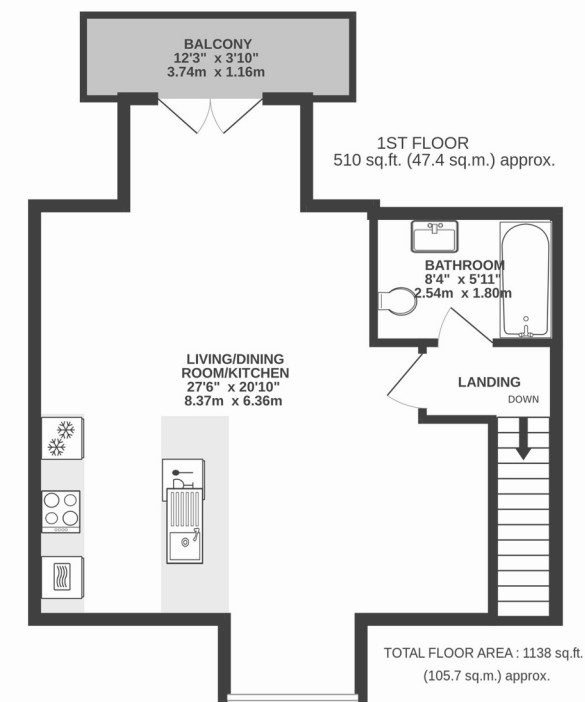 BALCONY
12'3" x 3'10"
3.74m x 1.16m
1ST FLOOR
510 sq.ft. (47.4 sq.m.) approx.
BATHROOM
8'4" x 5'11"
2.54m x 1.80m
LIVING/DINING
ROOM/KITCHEN
27'6" x 20'10"
8.37m x 6.36m
LANDING
DOWN
TOTAL FLOOR AREA : 1138 sq.ft.
(105.7 sq.m.) approx.